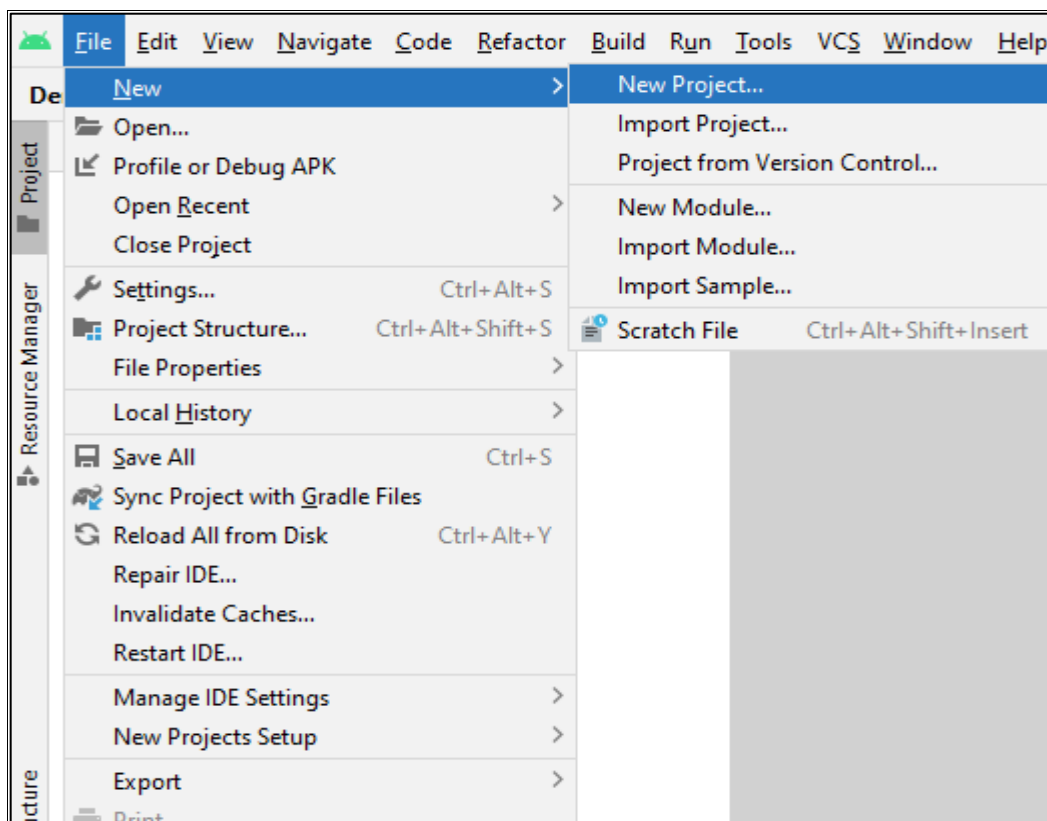 File Edit View Navigate Code Refactor Build Run Tools VCS Window Help
De
New
Open...
Profile or Debug APK
Open Recent
Close Project
Settings... Ctrl+Alt+S
Project Structure... Ctrl+Alt+Shift+S
File Properties
Local History
Save All Ctrl+S
Sync Project with Gradle Files
Reload All from Disk Ctrl+Alt+Y
Repair IDE...
Invalidate Caches...
Restart IDE...
Manage IDE Settings
New Projects Setup
Export
Print...
New Project...
Import Project...
Project from Version Control...
New Module...
Import Module...
Import Sample...
Scratch File Ctrl+Alt+Shift+Insert
Project
Resource Manager
cture